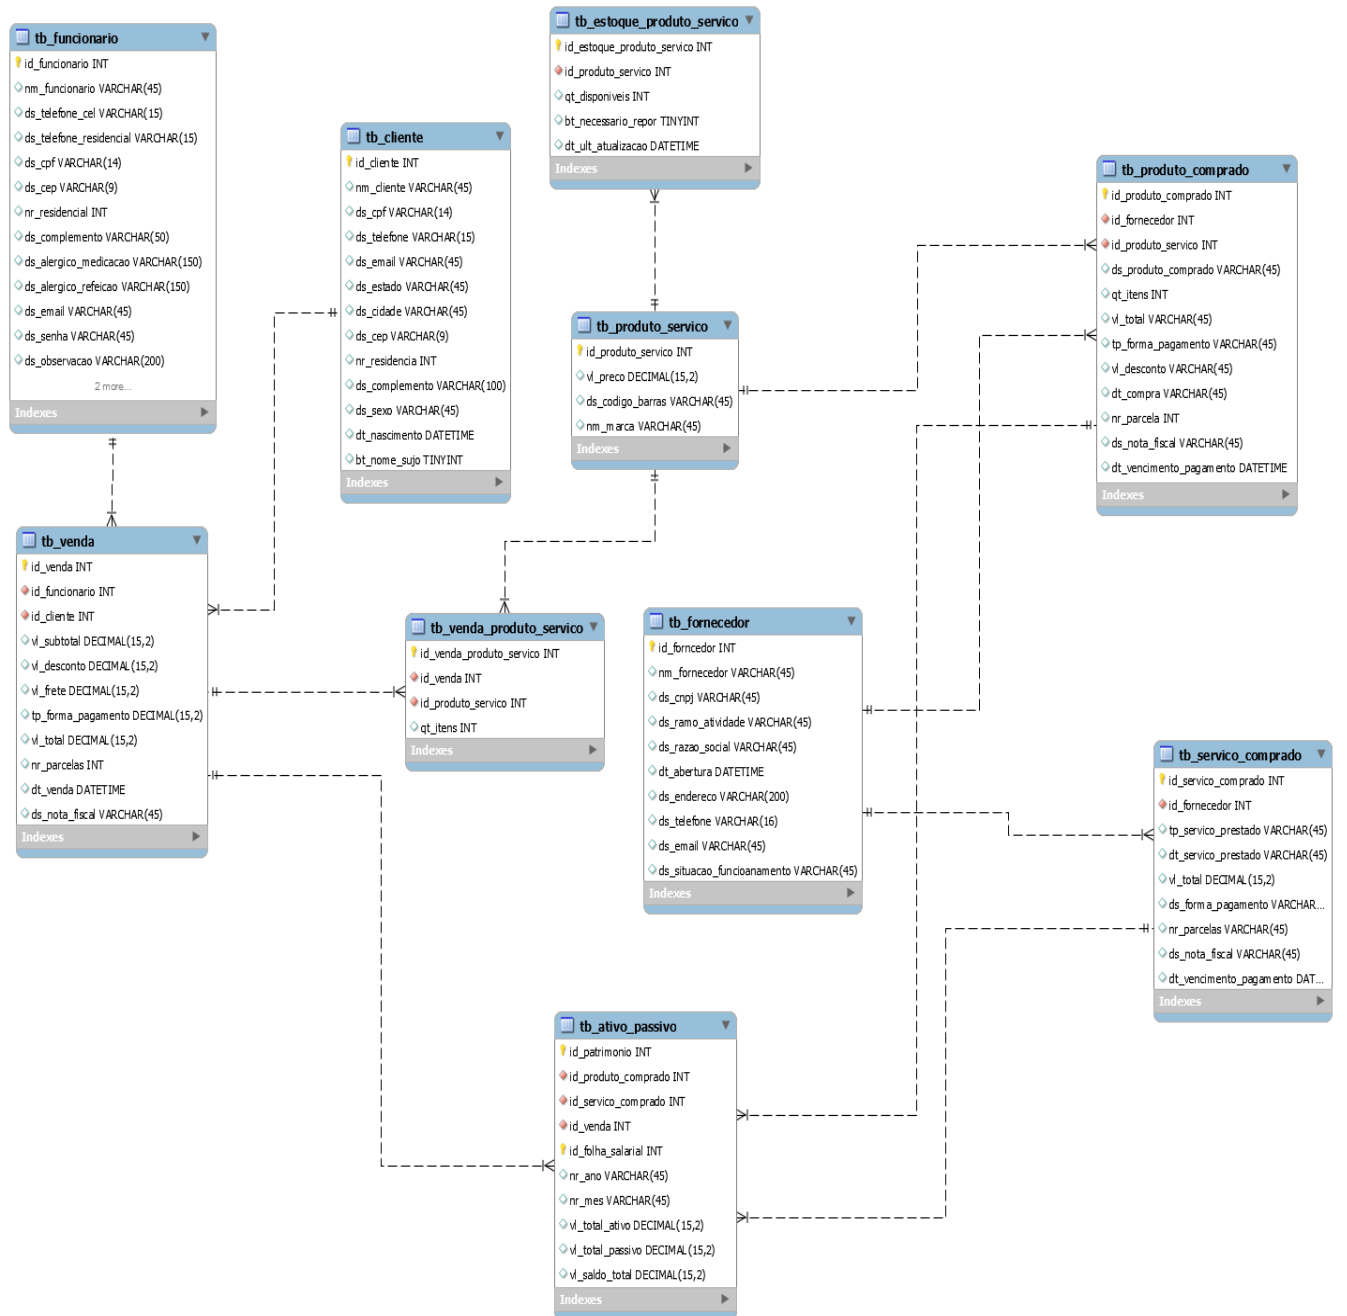 tb_funcionario
id_funcionario INT
nm_funcionario VARCHAR(45)
ds_telefone_cel VARCHAR(15)
ds_telefone_residencial VARCHAR(15)
ds_cpf VARCHAR(14)
ds_cep VARCHAR(9)
nr_residencial INT
ds_complemento VARCHAR(50)
ds_alergico_medicacao VARCHAR(150)
ds_alergico_refeicao VARCHAR(150)
ds_email VARCHAR(45)
ds_senha VARCHAR(45)
ds_observacao VARCHAR(200)
2 more...
Indexes
tb_cliente
id_cliente INT
nm_cliente VARCHAR(45)
ds_cpf VARCHAR(14)
ds_telefone VARCHAR(15)
ds_email VARCHAR(45)
ds_estado VARCHAR(45)
ds_cidade VARCHAR(45)
ds_cep VARCHAR(9)
nr_residencia INT
ds_complemento VARCHAR(100)
ds_sexo VARCHAR(45)
dt_nascimento DATETIME
bt_nome_sujo TINYINT
Indexes
tb_estoque_produto_servico
id_estoque_produto_servico INT
id_produto_servico INT
qt_disponiveis INT
bt_necessario_repor TINYINT
dt_ult_atualizacao DATETIME
Indexes
tb_produto_comprado
id_produto_comprado INT
id_fornecedor INT
id_produto_servico INT
ds_produto_comprado VARCHAR(45)
qt_itens INT
vl_total VARCHAR(45)
tp_forma_pagamento VARCHAR(45)
vl_desconto VARCHAR(45)
dt_compra VARCHAR(45)
nr_parcela INT
ds_nota_fiscal VARCHAR(45)
dt_vencimento_pagamento DATETIME
Indexes
tb_produto_servico
id_produto_servico INT
vl_preco DECIMAL(15,2)
ds_codigo_barras VARCHAR(45)
nm_marca VARCHAR(45)
Indexes
tb_venda
id_venda INT
id_funcionario INT
id_cliente INT
vl_subtotal DECIMAL(15,2)
vl_desconto DECIMAL(15,2)
vl_frete DECIMAL(15,2)
tp_forma_pagamento DECIMAL(15,2)
vl_total DECIMAL(15,2)
nr_parcelas INT
dt_venda DATETIME
ds_nota_fiscal VARCHAR(45)
Indexes
tb_venda_produto_servico
id_venda_produto_servico INT
id_venda INT
id_produto_servico INT
qt_itens INT
Indexes
tb_fornecedor
id_forncedor INT
nm_fornecedor VARCHAR(45)
ds_cnpj VARCHAR(45)
ds_ramo_atividade VARCHAR(45)
ds_razao_social VARCHAR(45)
dt_abertura DATETIME
ds_endereco VARCHAR(200)
ds_telefone VARCHAR(16)
ds_email VARCHAR(45)
ds_situacao_funcioanamento VARCHAR(45)
Indexes
tb_servico_comprado
id_servico_comprado INT
id_fornecedor INT
tp_servico_prestado VARCHAR(45)
dt_servico_prestado VARCHAR(45)
vl_total DECIMAL(15,2)
ds_forma_pagamento VARCHAR...
nr_parcelas VARCHAR(45)
ds_nota_fiscal VARCHAR(45)
dt_vencimento_pagamento DAT...
Indexes
tb_ativo_passivo
id_patrimonio INT
id_produto_comprado INT
id_servico_comprado INT
id_venda INT
id_folha_salarial INT
nr_ano VARCHAR(45)
nr_mes VARCHAR(45)
vl_total_ativo DECIMAL(15,2)
vl_total_passivo DECIMAL(15,2)
vl_saldo_total DECIMAL(15,2)
Indexes